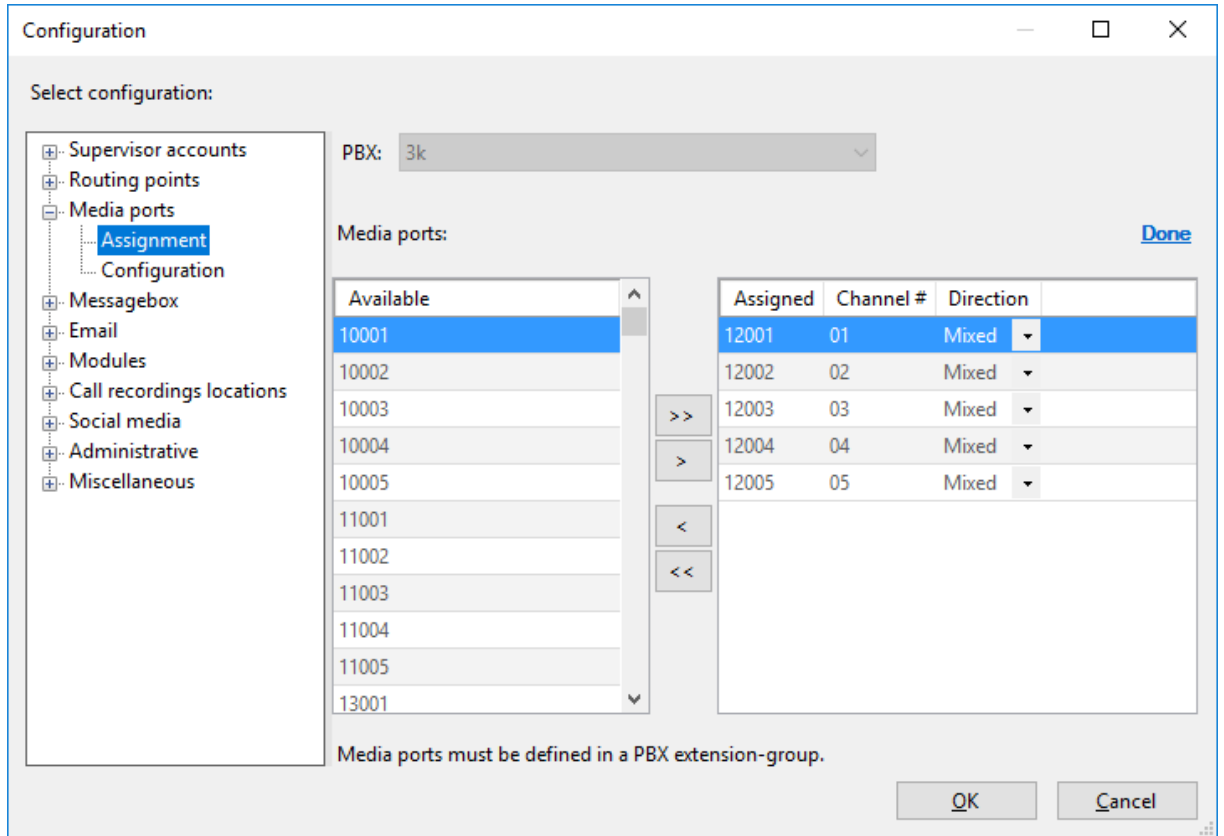 Configuration
Select configuration:
Supervisor accounts
Routing points
Media ports
Assignment
Configuration
Messagebox
Email
Modules
Call recordings locations
Social media
Administrative
Miscellaneous
PBX: 3k
Media ports: Done
Available
10001
10002
10003
10004
10005
11001
11002
11003
11004
11005
13001
>>
>
<
<<
Assigned Channel # Direction
12001 01 Mixed
12002 02 Mixed
12003 03 Mixed
12004 04 Mixed
12005 05 Mixed
Media ports must be defined in a PBX extension-group.
OK Cancel